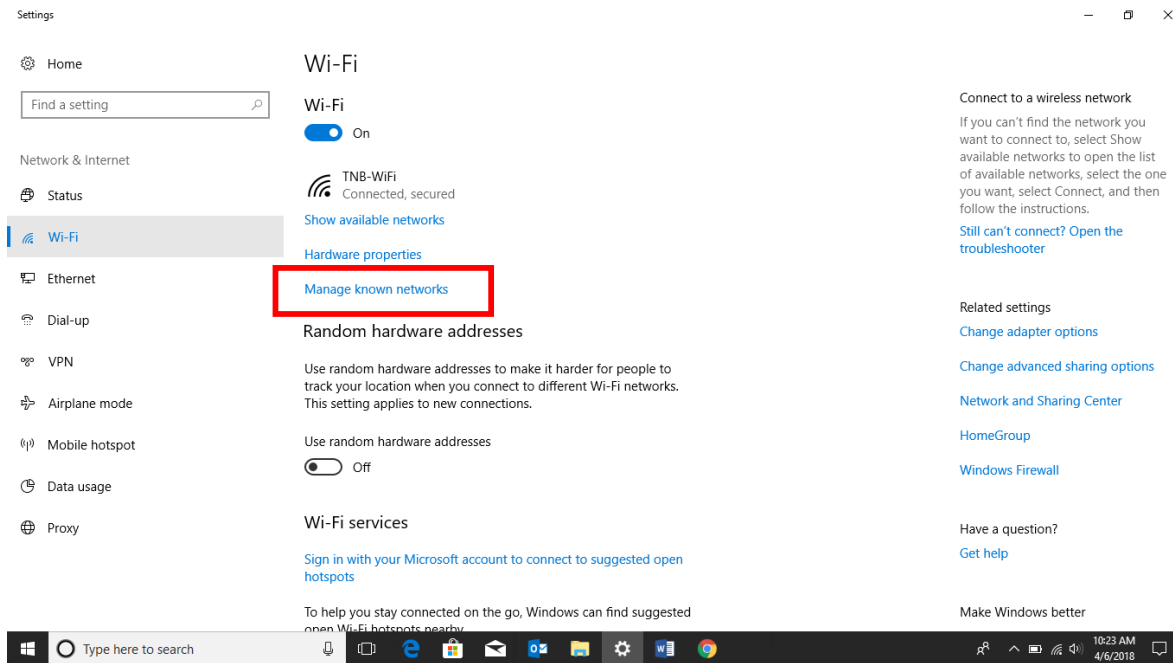 Settings
Home
Find a setting
Network & Internet
Status
Wi-Fi
Ethernet
Dial-up
VPN
Airplane mode
Mobile hotspot
Data usage
Proxy
Wi-Fi
Wi-Fi
On
TNB-WiFi
Connected, secured
Show available networks
Hardware properties
Manage known networks
Random hardware addresses
Use random hardware addresses to make it harder for people to
track your location when you connect to different Wi-Fi networks.
This setting applies to new connections.
Use random hardware addresses
Off
Wi-Fi services
Sign in with your Microsoft account to connect to suggested open
hotspots
To help you stay connected on the go, Windows can find suggested
open Wi-Fi hotspots nearby.
Connect to a wireless network
If you can't find the network you
want to connect to, select Show
available networks to open the list
of available networks, select the one
you want, select Connect, and then
follow the instructions.
Still can't connect? Open the
troubleshooter
Related settings
Change adapter options
Change advanced sharing options
Network and Sharing Center
HomeGroup
Windows Firewall
Have a question?
Get help
Make Windows better
Type here to search
10:23 AM
4/6/2018